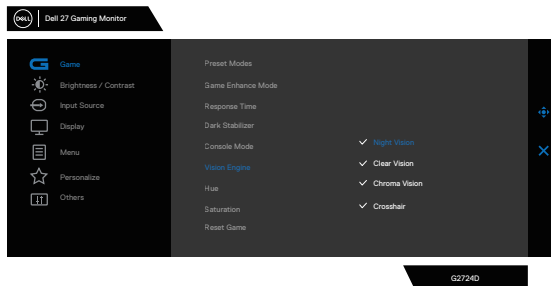 DELL
Dell 27 Gaming Monitor
Game
Brightness / Contrast
Input Source
Display
Menu
Personalize
Others
Preset Modes
Game Enhance Mode
Response Time
Dark Stabilizer
Console Mode
Vision Engine
Hue
Saturation
Reset Game
Night Vision
Clear Vision
Chroma Vision
Crosshair
G2724D